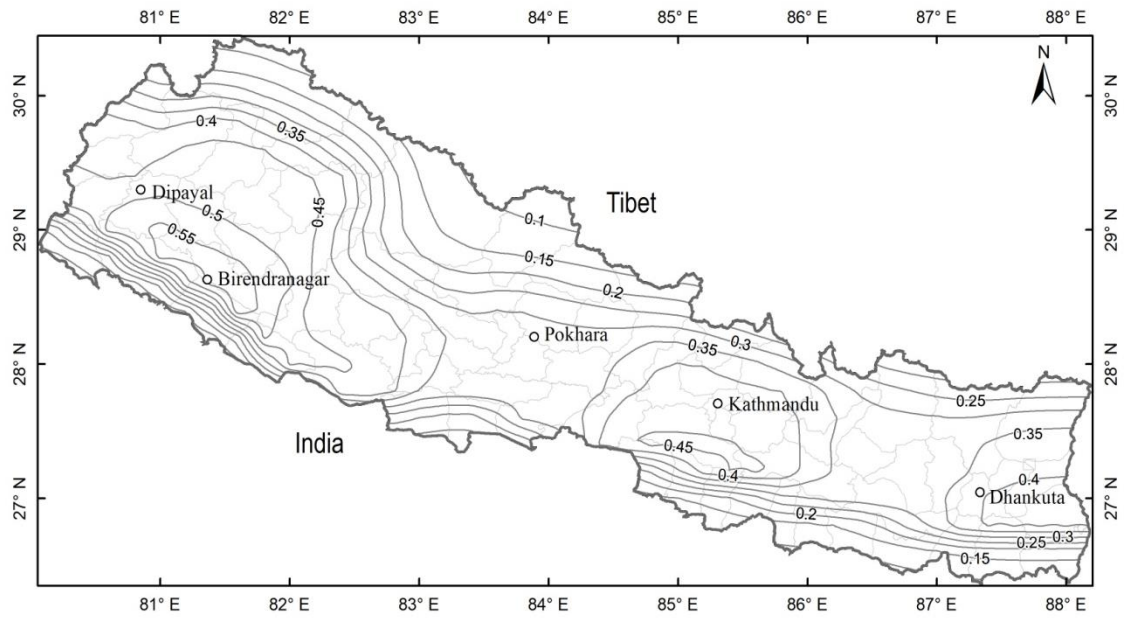 81° E 82° E 83° E 84° E 85° E 86° E 87° E 88° E
N
30° N 30° N
0.4 0.35
0.45
Dipayal
Tibet
0.1
0.5
29° N 29° N
0.55
0.15
Birendranagar
0.2
Pokhara
0.3
0.35
28° N 28° N
0.25
Kathmandu
India
0.45
0.35
0.4
0.4
27° N 27° N
Dhankuta
0.2
0.3
0.25
0.15
81° E 82° E 83° E 84° E 85° E 86° E 87° E 88° E